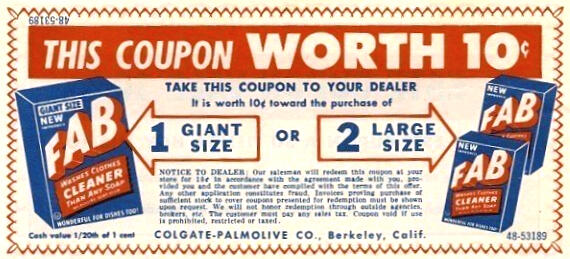 48-53189
THIS COUPON WORTH 10¢
TAKE THIS COUPON TO YOUR DEALER
It is worth 10¢ toward the purchase of
1 GIANT SIZE OR 2 LARGE SIZE
GIANT SIZE
NEW
FAB
WASHES CLOTHES
CLEANER
THAN ANY SOAP
WONDERFUL FOR DISHES TOO!
NEW
FAB
NEW
FAB
WASHES CLOTHES
CLEANER
THAN ANY SOAP
WONDERFUL FOR DISHES TOO!
NOTICE TO DEALER: Our salesman will redeem this coupon at your
store for 10¢ in accordance with the agreement made with you, pro-
vided you and the customer have complied with the terms of this offer.
Any other application constitutes fraud. Invoices proving purchase of
sufficient stock to cover coupons presented for redemption must be shown
upon request. We will not honor redemption through outside agencies,
brokers, etc. The customer must pay any sales tax. Coupon void if use
is prohibited, restricted or taxed.
Cash value 1/20th of 1 cent
COLGATE-PALMOLIVE CO., Berkeley, Calif.
48-53189